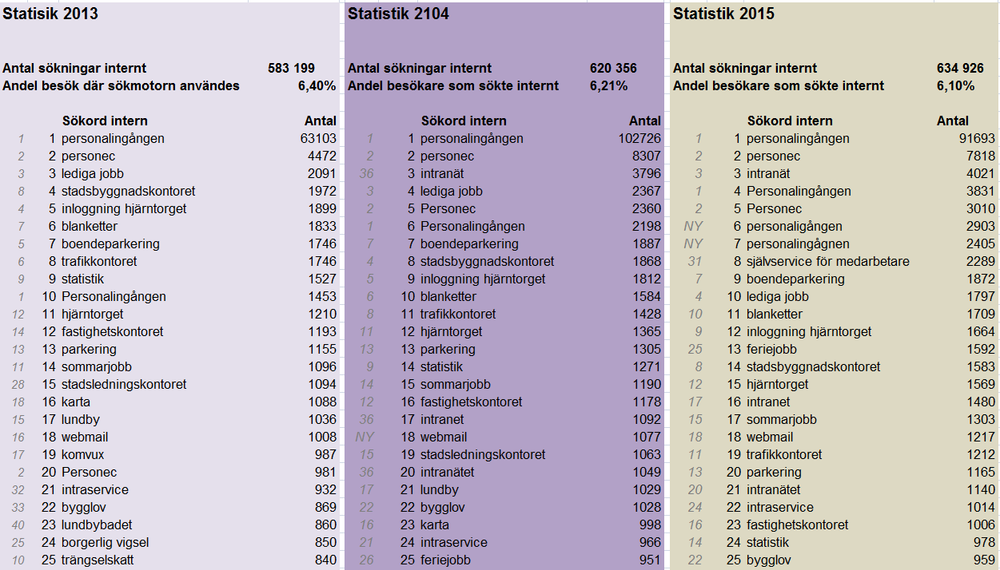 Statisik 2013
Antal sökningar internt 583 199
Andel besök där sökmotorn användes 6,40%
Sökord intern Antal
1 1 personalingången 63103
2 2 personec 4472
3 3 lediga jobb 2091
8 4 stadsbyggnadskontoret 1972
4 5 inloggning hjärntorget 1899
7 6 blanketter 1833
5 7 boendeparkering 1746
6 8 trafikkontoret 1746
9 9 statistik 1527
1 10 Personalingången 1453
12 11 hjärntorget 1210
14 12 fastighetskontoret 1193
13 13 parkering 1155
11 14 sommarjobb 1096
28 15 stadsledningskontoret 1094
18 16 karta 1088
15 17 lundby 1036
16 18 webmail 1008
17 19 komvux 987
2 20 Personec 981
32 21 intraservice 932
33 22 bygglov 869
40 23 lundbybadet 860
25 24 borgerlig vigsel 850
10 25 trängselskatt 840
Statistik 2104
Antal sökningar internt 620 356
Andel besökare som sökte internt 6,21%
Sökord intern Antal
1 1 personalingången 102726
2 2 personec 8307
36 3 intranät 3796
3 4 lediga jobb 2367
2 5 Personec 2360
1 6 Personalingången 2198
7 7 boendeparkering 1887
4 8 stadsbyggnadskontoret 1868
5 9 inloggning hjärntorget 1812
6 10 blanketter 1584
8 11 trafikkontoret 1428
11 12 hjärntorget 1365
13 13 parkering 1305
9 14 statistik 1271
14 15 sommarjobb 1190
12 16 fastighetskontoret 1178
36 17 intranet 1092
NY 18 webmail 1077
15 19 stadsledningskontoret 1063
36 20 intranätet 1049
17 21 lundby 1029
22 22 bygglov 1028
16 23 karta 998
21 24 intraservice 966
26 25 feriejobb 951
Statistik 2015
Antal sökningar internt 634 926
Andel besökare som sökte internt 6,10%
Sökord intern Antal
1 1 personalingången 91693
2 2 personec 7818
3 3 intranät 4021
1 4 Personalingången 3831
2 5 Personec 3010
NY 6 personaligången 2903
NY 7 personalingågnen 2405
31 8 självservice för medarbetare 2289
7 9 boendeparkering 1872
4 10 lediga jobb 1797
10 11 blanketter 1709
9 12 inloggning hjärntorget 1664
25 13 feriejobb 1592
8 14 stadsbyggnadskontoret 1583
12 15 hjärntorget 1569
17 16 intranet 1480
15 17 sommarjobb 1303
18 18 webmail 1217
11 19 trafikkontoret 1212
13 20 parkering 1165
20 21 intranätet 1140
24 22 intraservice 1014
16 23 fastighetskontoret 1006
14 24 statistik 978
22 25 bygglov 959